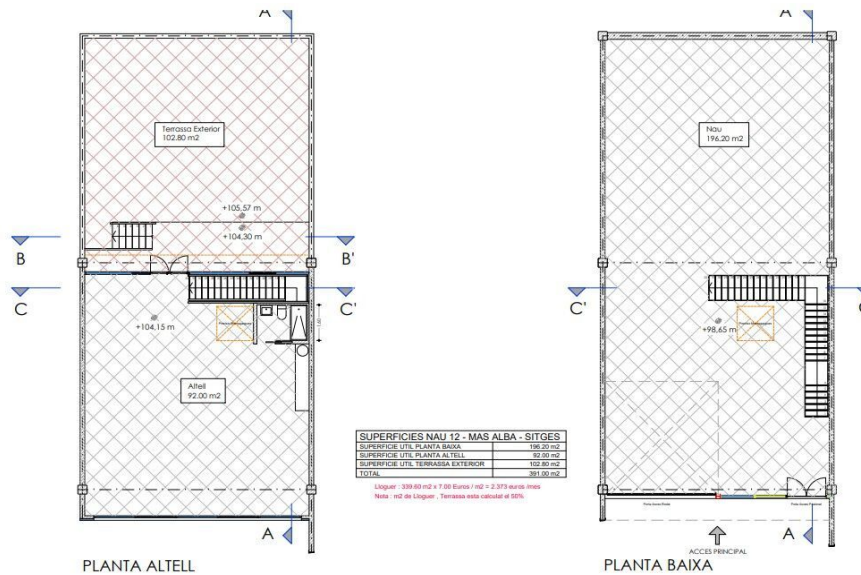 A
A
Terrassa Exterior
102.80 m2
Nau
196.20 m2
+105,57 m
+104,30 m
B
B'
C
C'
C'
C
+104,15 m
+98,65 m
1.60
Altell
92.00 m2
SUPERFICIES NAU 12 - MAS ALBA - SITGES
SUPERFICIE UTIL PLANTA BAIXA 196.20 m2
SUPERFICIE UTIL PLANTA ALTELL 92.00 m2
SUPERFICIE UTIL TERRASSA EXTERIOR 102.80 m2
TOTAL 391.00 m2
Lloguer : 339.60 m2 x 7.00 Euros / m2 = 2.373 euros /mes
Nota : m2 de Lloguer , Terrassa esta calculat al 50%
A
A
ACCES PRINCIPAL
PLANTA ALTELL
PLANTA BAIXA